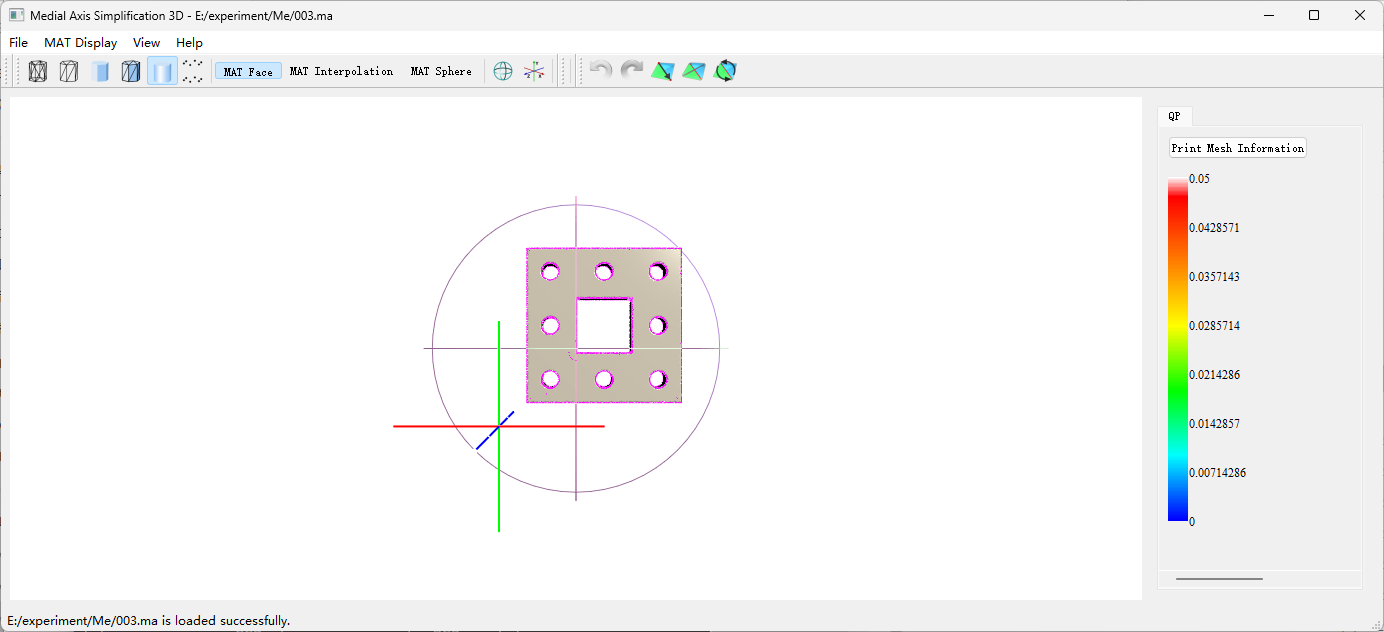 Medial Axis Simplification 3D - E:/experiment/Me/003.ma
File MAT Display View Help
MAT Face MAT Interpolation MAT Sphere
QP
Print Mesh Information
0.05
0.0428571
0.0357143
0.0285714
0.0214286
0.0142857
0.00714286
0
E:/experiment/Me/003.ma is loaded successfully.